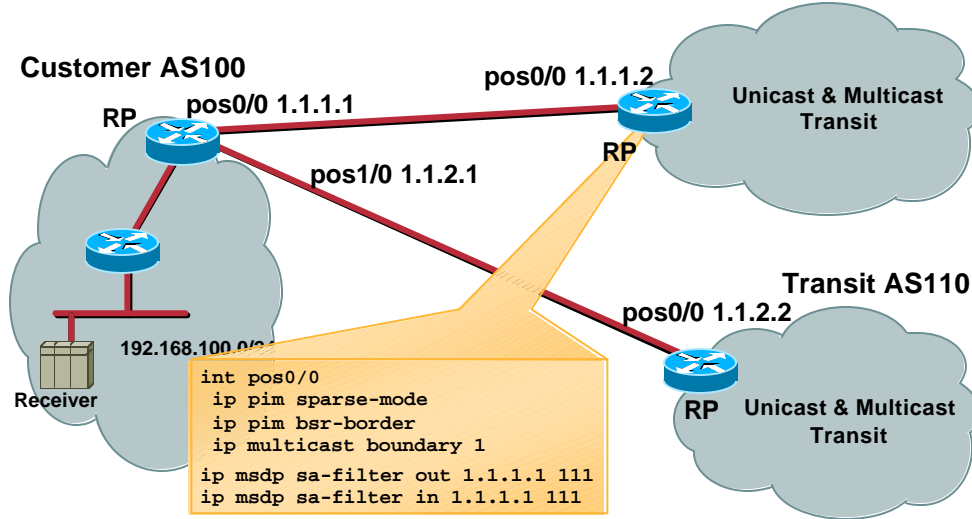 Customer AS100
RP
pos0/0 1.1.1.1
pos0/0 1.1.1.2
Unicast & Multicast
Transit
RP
pos1/0 1.1.2.1
Transit AS110
pos0/0 1.1.2.2
RP
Unicast & Multicast
Transit
Receiver
int pos0/0
ip pim sparse-mode
ip pim bsr-border
ip multicast boundary 1
ip msdp sa-filter out 1.1.1.1 111
ip msdp sa-filter in 1.1.1.1 111